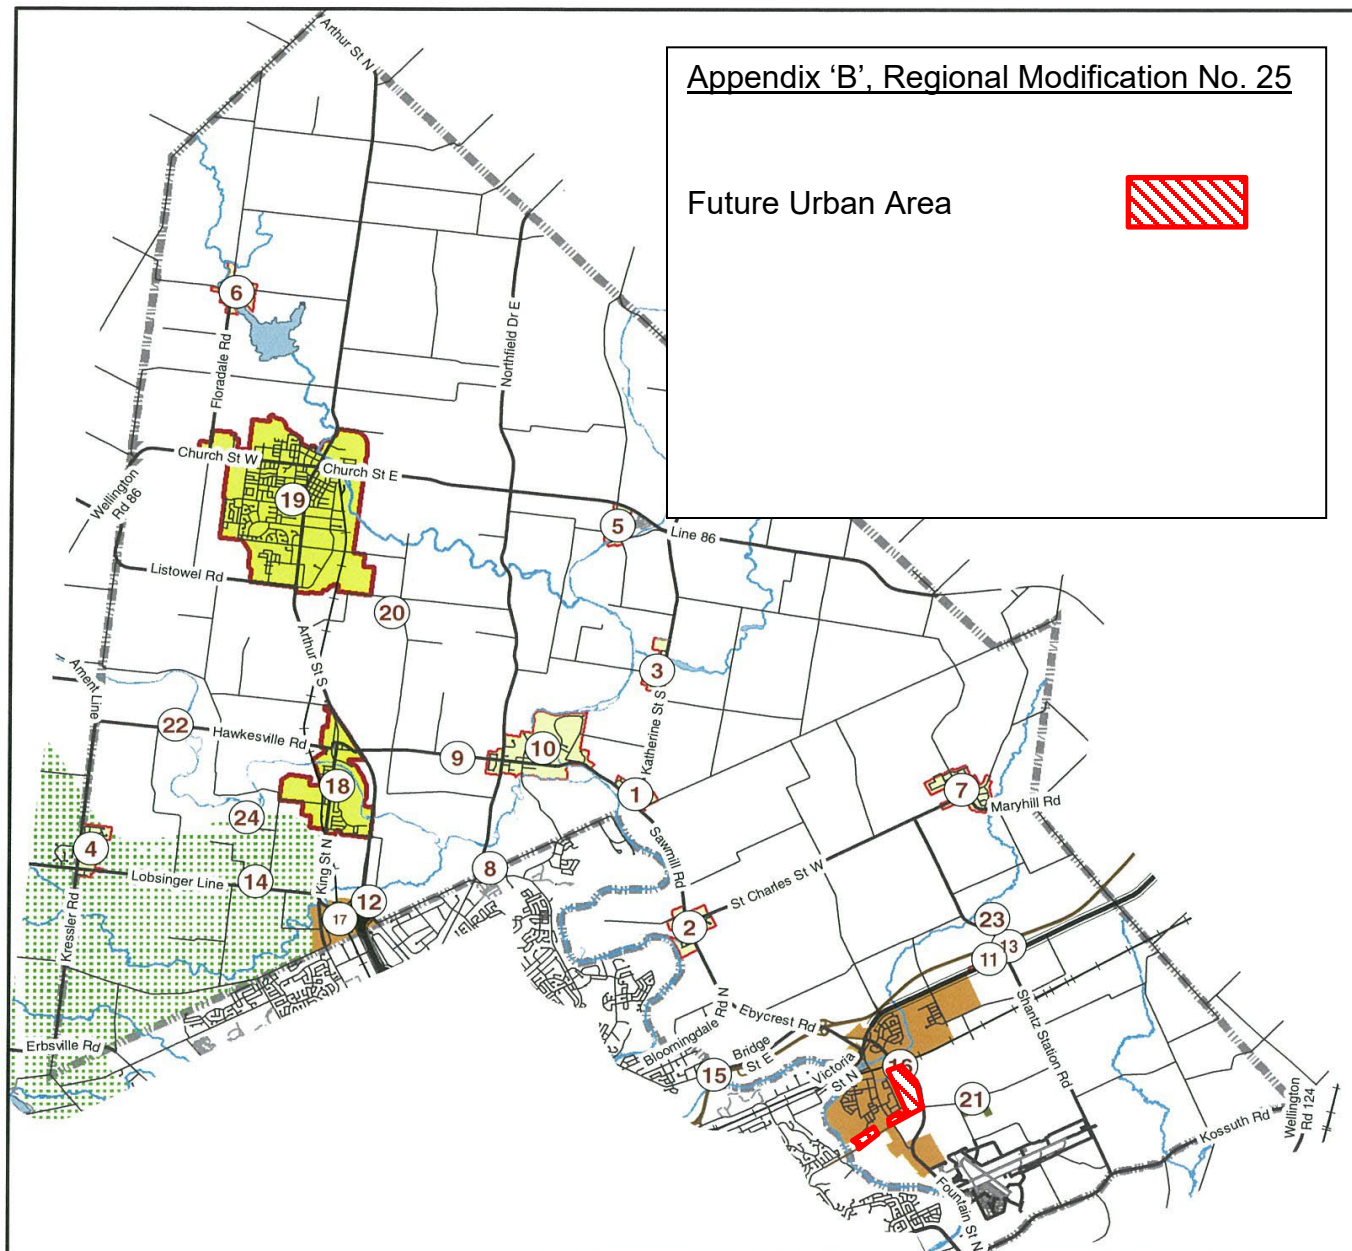 Appendix ‘B’, Regional Modification No. 25
Future Urban Area
Arthur St N
6
Floradale Rd
Northfield Dr E
Church St W
Church St E
19
Wellington
Rd 86
5
Line 86
Listowel Rd
20
Arthur St S
3
Ament Line
22
Hawkesville Rd
9
10
Katherine St S
18
1
7
Maryhill Rd
24
Sawmill Rd
4
Lobsinger Line
14
King St N
8
St Charles St W
12
17
2
23
13
11
Kressler Rd
Shantz Station Rd
Ebycrest Rd
Bloomingdale Rd N
Erbsville Rd
Bridge
St E
15
Victoria
St N
16
21
Kossuth Rd
Wellington
Rd 124
Fountain St N